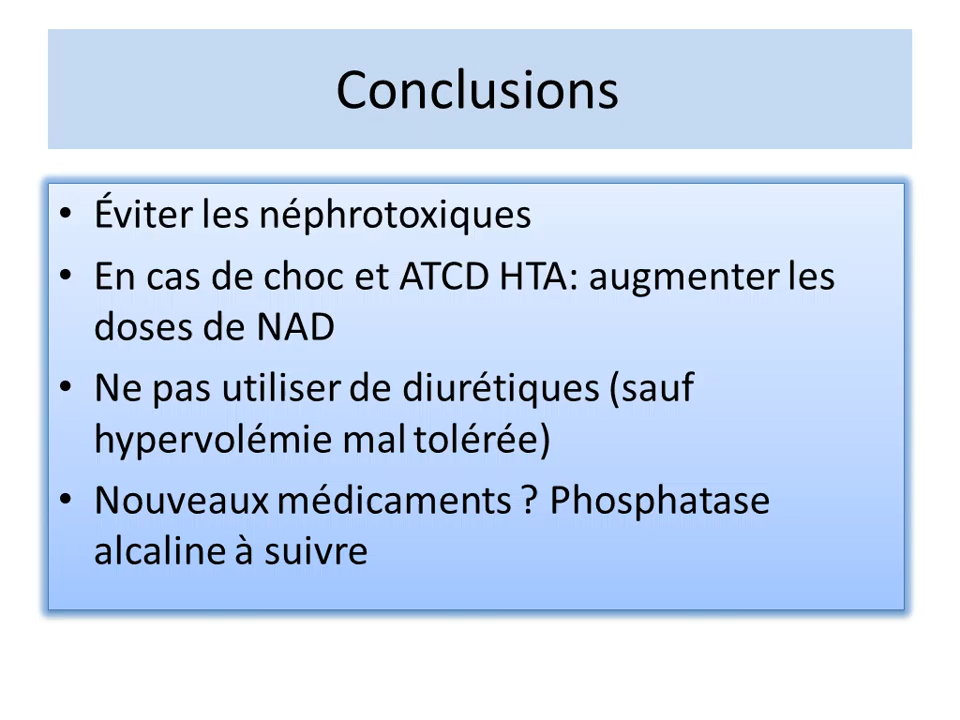 Conclusions
• Éviter les néphrotoxiques
• En cas de choc et ATCD HTA: augmenter les
doses de NAD
• Ne pas utiliser de diurétiques (sauf
hypervolémie mal tolérée)
• Nouveaux médicaments ? Phosphatase
alcaline à suivre